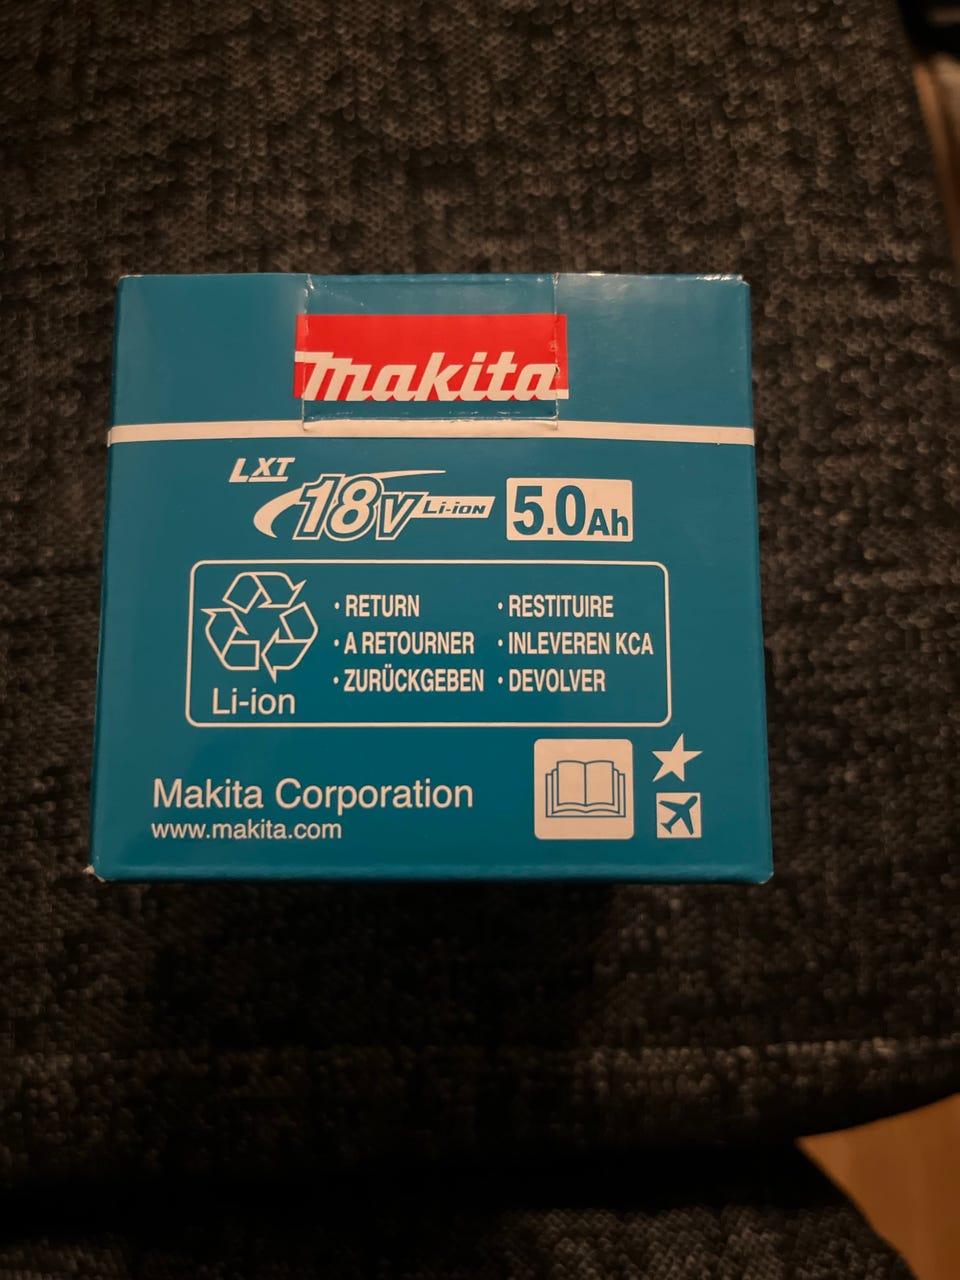 makita
LXT
18V Li-ion 5.0Ah
• RETURN • RESTITUIRE
• A RETOURNER • INLEVEREN KCA
• ZURÜCKGEBEN • DEVOLVER
Li-ion
Makita Corporation
www.makita.com